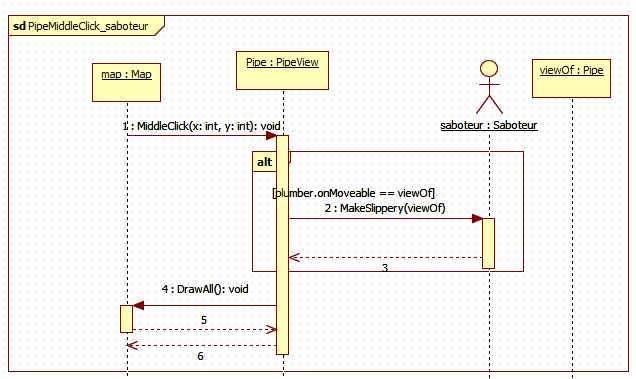 sd PipeMiddleClick_saboteur
map : Map
Pipe : PipeView
saboteur : Saboteur
viewOf : Pipe
1 : MiddleClick(x: int, y: int): void
alt
[plumber.onMoveable == viewOf]
2 : MakeSlippery(viewOf)
3
4 : DrawAll(): void
5
6